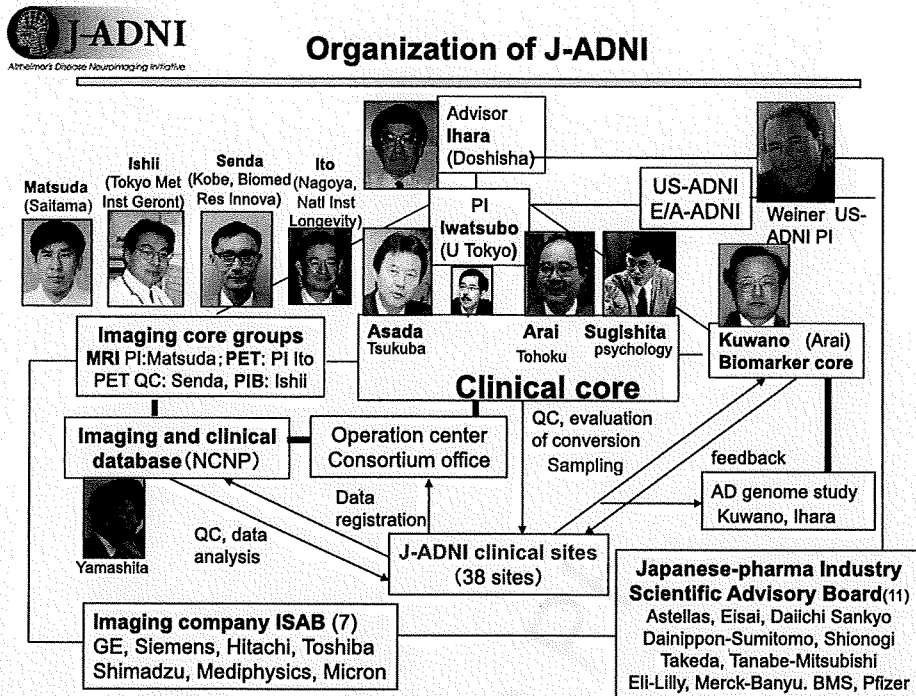 J-ADNI
Alzheimer's Disease Neuroimaging Initiative
Organization of J-ADNI
Advisor
Ihara
(Doshisha)
Matsuda
(Saitama)
Ishii
(Tokyo Met
Inst Geront)
Senda
(Kobe, Biomed
Res Innova)
Ito
(Nagoya,
Natl Inst
Longevity)
PI
Iwatsubo
(U Tokyo)
US-ADNI
E/A-ADNI
Weiner US-
ADNI PI
Imaging core groups
MRI PI:Matsuda; PET: PI Ito
PET QC: Senda, PIB: Ishii
Asada
Tsukuba
Arai
Tohoku
Sugishita
psychology
Clinical core
Kuwano (Arai)
Biomarker core
Imaging and clinical
database(NCNP)
Operation center
Consortium office
QC, evaluation
of conversion
Sampling
feedback
AD genome study
Kuwano, Ihara
Yamashita
QC, data
analysis
Data
registration
J-ADNI clinical sites
(38 sites)
Imaging company ISAB (7)
GE, Siemens, Hitachi, Toshiba
Shimadzu, Mediphysics, Micron
Japanese-pharma Industry
Scientific Advisory Board(11)
Astellas, Eisai, Daiichi Sankyo
Dainippon-Sumitomo, Shionogi
Takeda, Tanabe-Mitsubishi
Eli-Lilly, Merck-Banyu. BMS, Pfizer